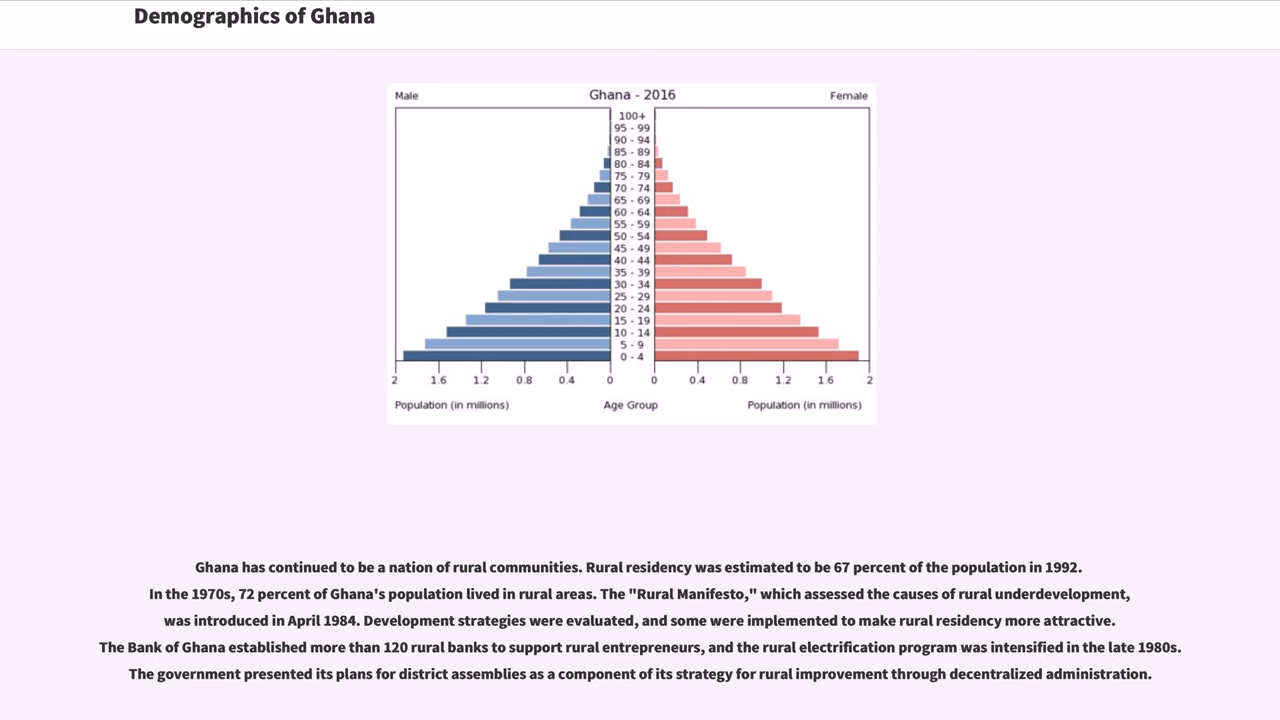 Demographics of Ghana
Male Ghana - 2016 Female
100+
95 - 99
90 - 94
85 - 89
80 - 84
75 - 79
70 - 74
65 - 69
60 - 64
55 - 59
50 - 54
45 - 49
40 - 44
35 - 39
30 - 34
25 - 29
20 - 24
15 - 19
10 - 14
5 - 9
0 - 4
2 1.6 1.2 0.8 0.4 0 0 0.4 0.8 1.2 1.6 2
Population (in millions) Age Group Population (in millions)
Ghana has continued to be a nation of rural communities. Rural residency was estimated to be 67 percent of the population in 1992.
In the 1970s, 72 percent of Ghana's population lived in rural areas. The "Rural Manifesto," which assessed the causes of rural underdevelopment,
was introduced in April 1984. Development strategies were evaluated, and some were implemented to make rural residency more attractive.
The Bank of Ghana established more than 120 rural banks to support rural entrepreneurs, and the rural electrification program was intensified in the late 1980s.
The government presented its plans for district assemblies as a component of its strategy for rural improvement through decentralized administration.